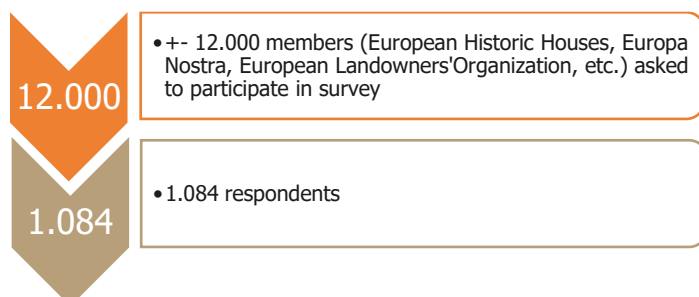 12.000
•+- 12.000 members (European Historic Houses, Europa
Nostra, European Landowners'Organization, etc.) asked
to participate in survey
1.084
•1.084 respondents